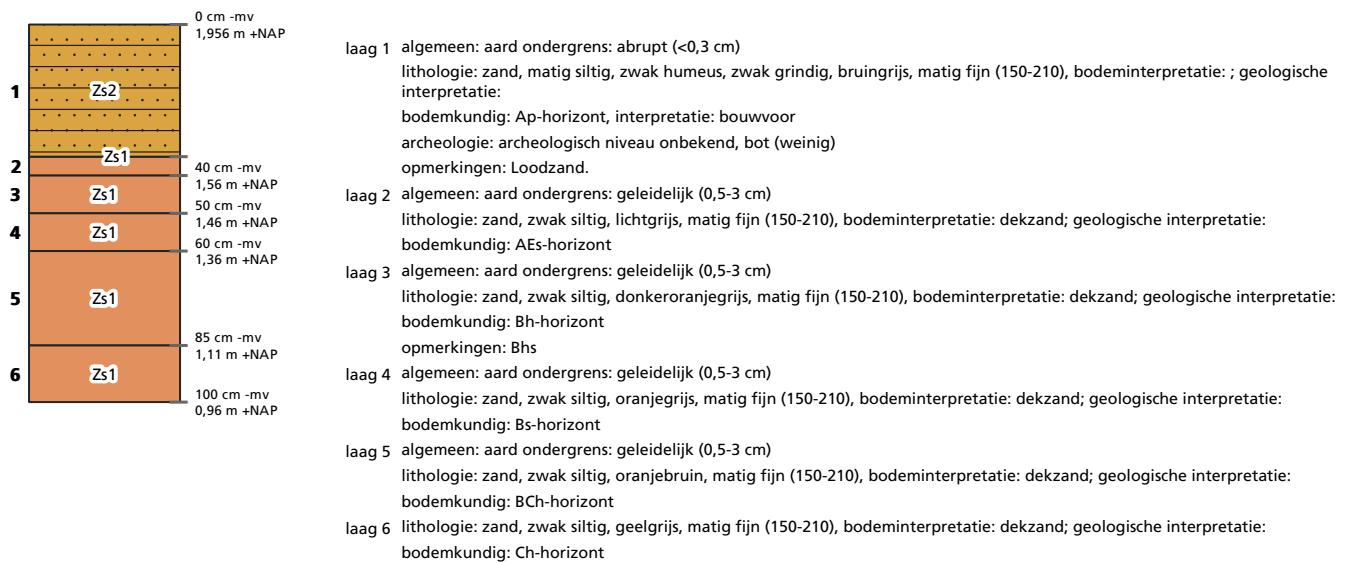 0 cm -mv
1,956 m +NAP
1
Zs2
Zs1
2
40 cm -mv
1,56 m +NAP
3
Zs1
50 cm -mv
1,46 m +NAP
4
Zs1
60 cm -mv
1,36 m +NAP
5
Zs1
85 cm -mv
1,11 m +NAP
6
Zs1
100 cm -mv
0,96 m +NAP
laag 1 algemeen: aard ondergrens: abrupt (<0,3 cm)
lithologie: zand, matig siltig, zwak humeus, zwak grindig, bruingrijs, matig fijn (150-210), bodeminterpretatie: ; geologische
interpretatie:
bodemkundig: Ap-horizont, interpretatie: bouwvoor
archeologie: archeologisch niveau onbekend, bot (weinig)
opmerkingen: Loodzand.
laag 2 algemeen: aard ondergrens: geleidelijk (0,5-3 cm)
lithologie: zand, zwak siltig, lichtgrijs, matig fijn (150-210), bodeminterpretatie: dekzand; geologische interpretatie:
bodemkundig: AEs-horizont
laag 3 algemeen: aard ondergrens: geleidelijk (0,5-3 cm)
lithologie: zand, zwak siltig, donkeroranjegrijs, matig fijn (150-210), bodeminterpretatie: dekzand; geologische interpretatie:
bodemkundig: Bh-horizont
opmerkingen: Bhs
laag 4 algemeen: aard ondergrens: geleidelijk (0,5-3 cm)
lithologie: zand, zwak siltig, oranjegrijs, matig fijn (150-210), bodeminterpretatie: dekzand; geologische interpretatie:
bodemkundig: Bs-horizont
laag 5 algemeen: aard ondergrens: geleidelijk (0,5-3 cm)
lithologie: zand, zwak siltig, oranjebruin, matig fijn (150-210), bodeminterpretatie: dekzand; geologische interpretatie:
bodemkundig: BCh-horizont
laag 6 lithologie: zand, zwak siltig, geelgrijs, matig fijn (150-210), bodeminterpretatie: dekzand; geologische interpretatie:
bodemkundig: Ch-horizont